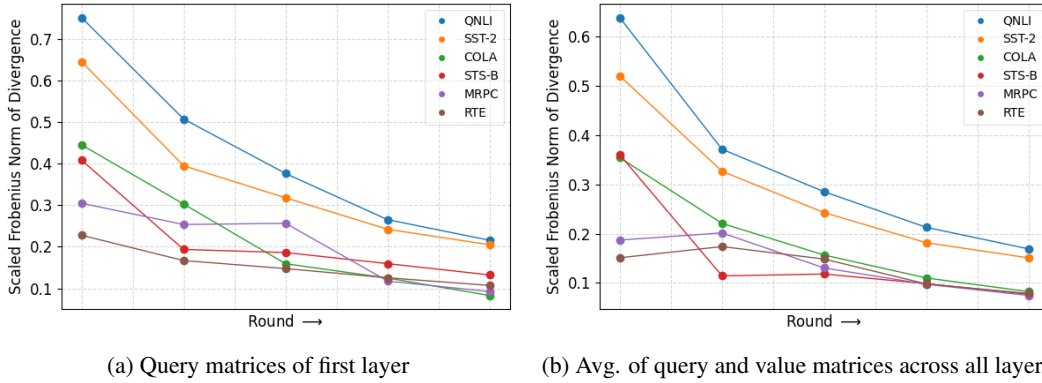 Scaled Frobenius Norm of Divergence
0.7
0.6
0.5
0.4
0.3
0.2
0.1
QNLI
SST-2
COLA
STS-B
MRPC
RTE
Round ⟶
(a) Query matrices of first layer
Scaled Frobenius Norm of Divergence
0.6
0.5
0.4
0.3
0.2
0.1
QNLI
SST-2
COLA
STS-B
MRPC
RTE
Round ⟶
(b) Avg. of query and value matrices across all layer